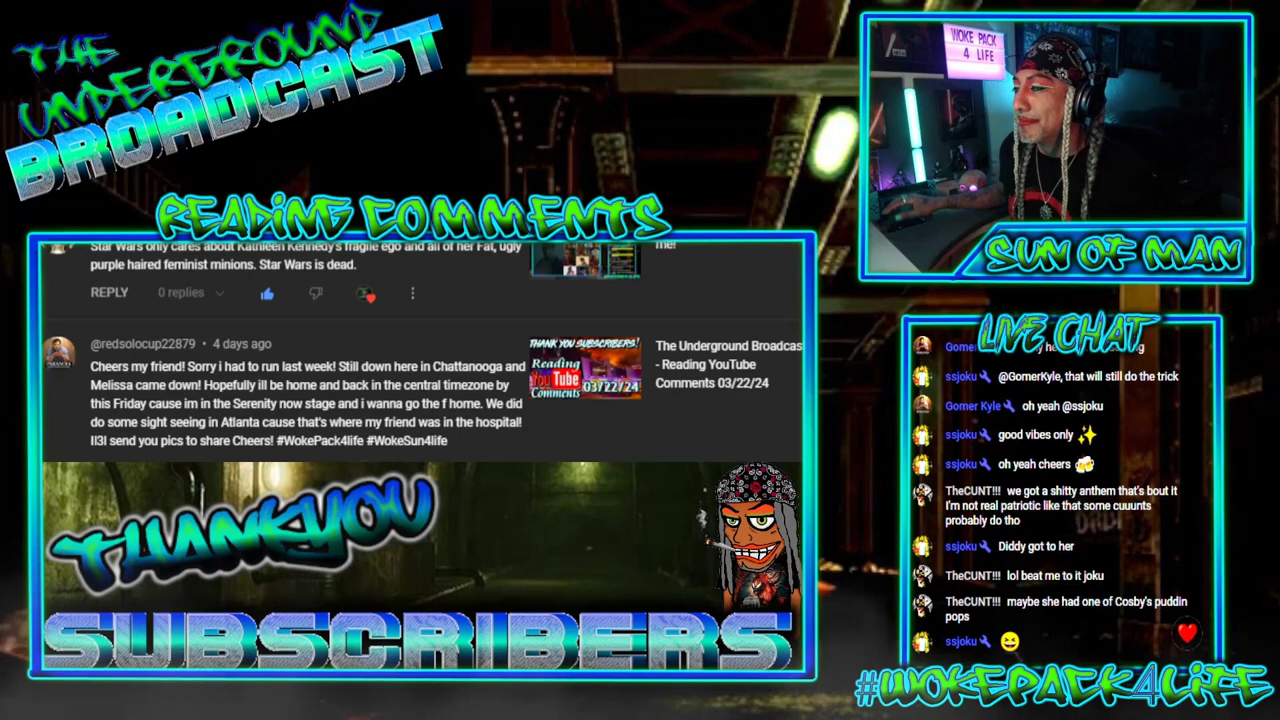 THE
UNDERGROUND
BROADCAST
WOKE PACK
4 LIFE
READING COMMENTS
SUN OF MAN
Star Wars only cares about Kathleen Kennedy's fragile ego and all of her Fat, ugly
purple haired feminist minions. Star Wars is dead.
me!
REPLY 0 replies
@redsolocup22879 • 4 days ago
Cheers my friend! Sorry i had to run last week! Still down here in Chattanooga and
Melissa came down! Hopefully ill be home and back in the central timezone by
this Friday cause im in the Serenity now stage and i wanna go the f home. We did
do some sight seeing in Atlanta cause that's where my friend was in the hospital!
Il3l send you pics to share Cheers! #WokePack4life #WokeSun4life
THANK YOU SUBSCRIBERS!
Reading
YouTube
Comments
03/22/24
The Underground Broadcas
- Reading YouTube
Comments 03/22/24
THANKYOU
SUBSCRIBERS
LIVE CHAT
Gome
ssjoku @GomerKyle, that will still do the trick
Gomer Kyle oh yeah @ssjoku
ssjoku good vibes only ✨
ssjoku oh yeah cheers 🍻
TheCUNT!!! we got a shitty anthem that's bout it
I'm not real patriotic like that some cuuunts
probably do tho
ssjoku Diddy got to her
TheCUNT!!! lol beat me to it joku
TheCUNT!!! maybe she had one of Cosby's puddin
pops
ssjoku 😆
#WOKEPACK4LIFE